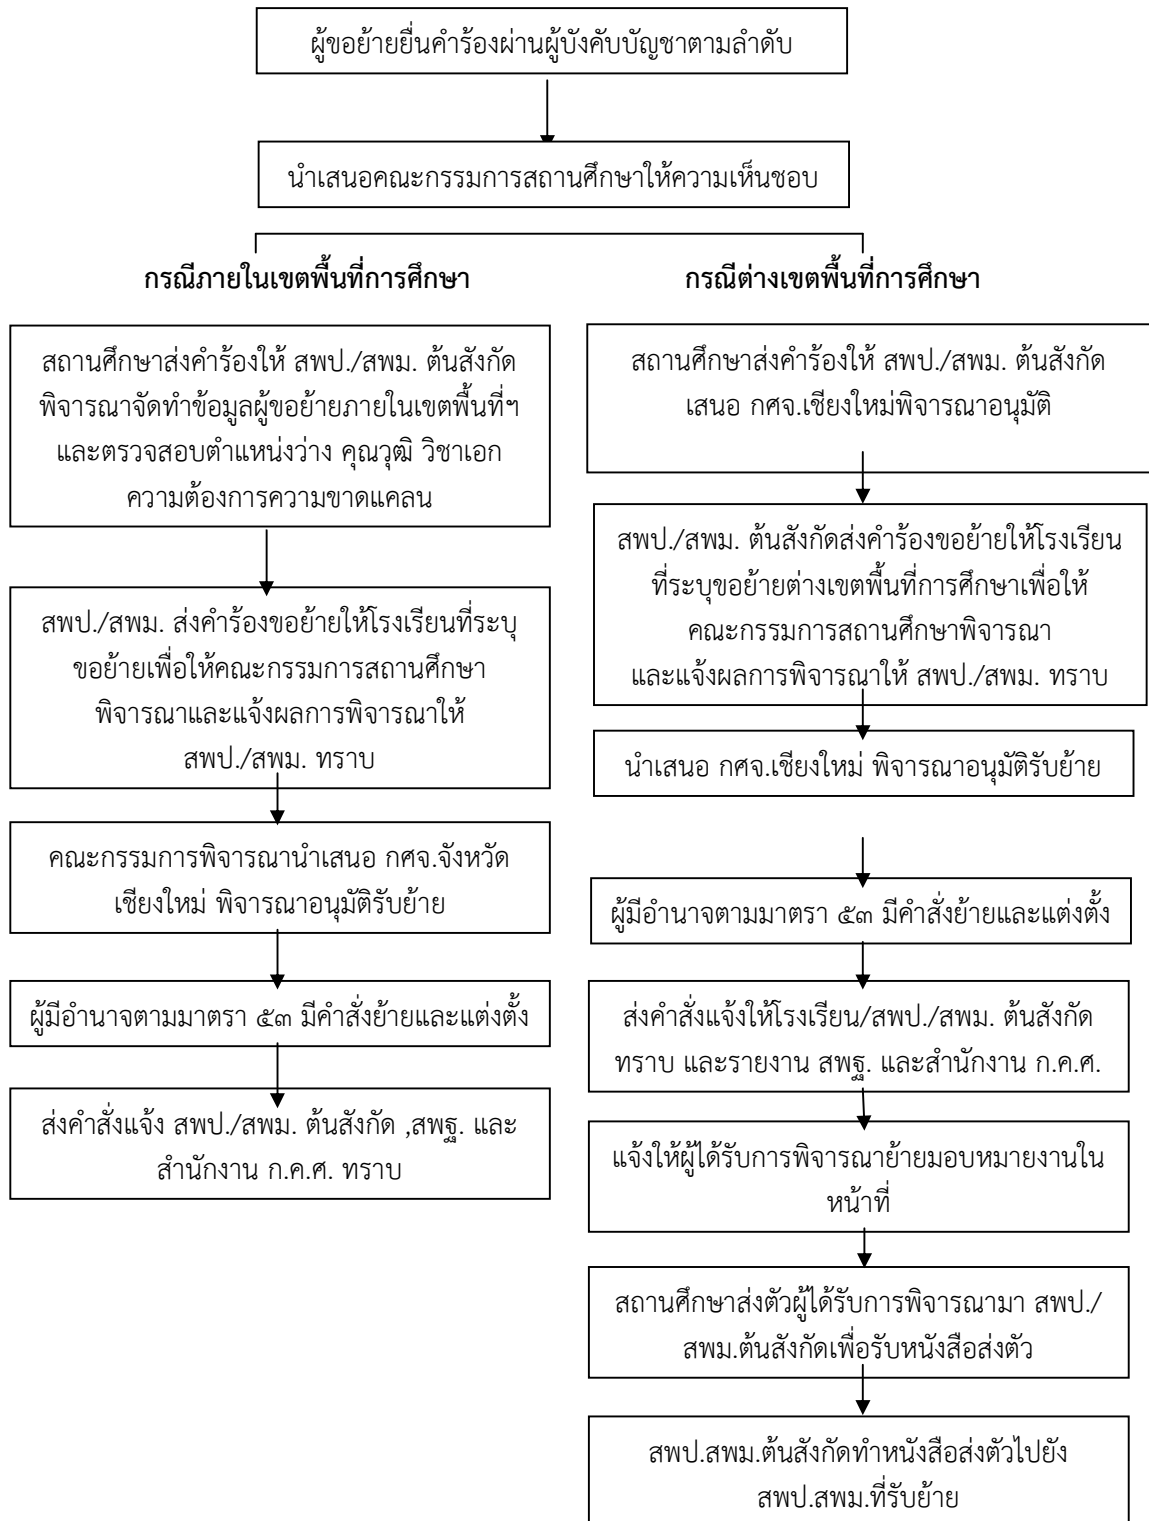 ผู้ขอย้ายยื่นคำร้องผ่านผู้บังคับบัญชาตามลำดับ
นำเสนอคณะกรรมการสถานศึกษาให้ความเห็นชอบ
กรณีภายในเขตพื้นที่การศึกษา
สถานศึกษาส่งคำร้องให้ สพป./สพม. ต้นสังกัด
พิจารณาจัดทำข้อมูลผู้ขอย้ายภายในเขตพื้นที่ฯ
และตรวจสอบตำแหน่งว่าง คุณวุฒิ วิชาเอก
ความต้องการความขาดแคลน
สพป./สพม. ส่งคำร้องขอย้ายให้โรงเรียนที่ระบุ
ขอย้ายเพื่อให้คณะกรรมการสถานศึกษา
พิจารณาและแจ้งผลการพิจารณาให้
สพป./สพม. ทราบ
คณะกรรมการพิจารณานำเสนอ กศจ.จังหวัด
เชียงใหม่ พิจารณาอนุมัติรับย้าย
ผู้มีอำนาจตามมาตรา ๕๓ มีคำสั่งย้ายและแต่งตั้ง
ส่งคำสั่งแจ้ง สพป./สพม. ต้นสังกัด ,สพฐ. และ
สำนักงาน ก.ค.ศ. ทราบ
กรณีต่างเขตพื้นที่การศึกษา
สถานศึกษาส่งคำร้องให้ สพป./สพม. ต้นสังกัด
เสนอ กศจ.เชียงใหม่พิจารณาอนุมัติ
สพป./สพม. ต้นสังกัดส่งคำร้องขอย้ายให้โรงเรียน
ที่ระบุขอย้ายต่างเขตพื้นที่การศึกษาเพื่อให้
คณะกรรมการสถานศึกษาพิจารณา
และแจ้งผลการพิจารณาให้ สพป./สพม. ทราบ
นำเสนอ กศจ.เชียงใหม่ พิจารณาอนุมัติรับย้าย
ผู้มีอำนาจตามมาตรา ๕๓ มีคำสั่งย้ายและแต่งตั้ง
ส่งคำสั่งแจ้งให้โรงเรียน/สพป./สพม. ต้นสังกัด
ทราบ และรายงาน สพฐ. และสำนักงาน ก.ค.ศ.
แจ้งให้ผู้ได้รับการพิจารณาย้ายมอบหมายงานใน
หน้าที่
สถานศึกษาส่งตัวผู้ได้รับการพิจารณามา สพป./
สพม.ต้นสังกัดเพื่อรับหนังสือส่งตัว
สพป.สพม.ต้นสังกัดทำหนังสือส่งตัวไปยัง
สพป.สพม.ที่รับย้าย